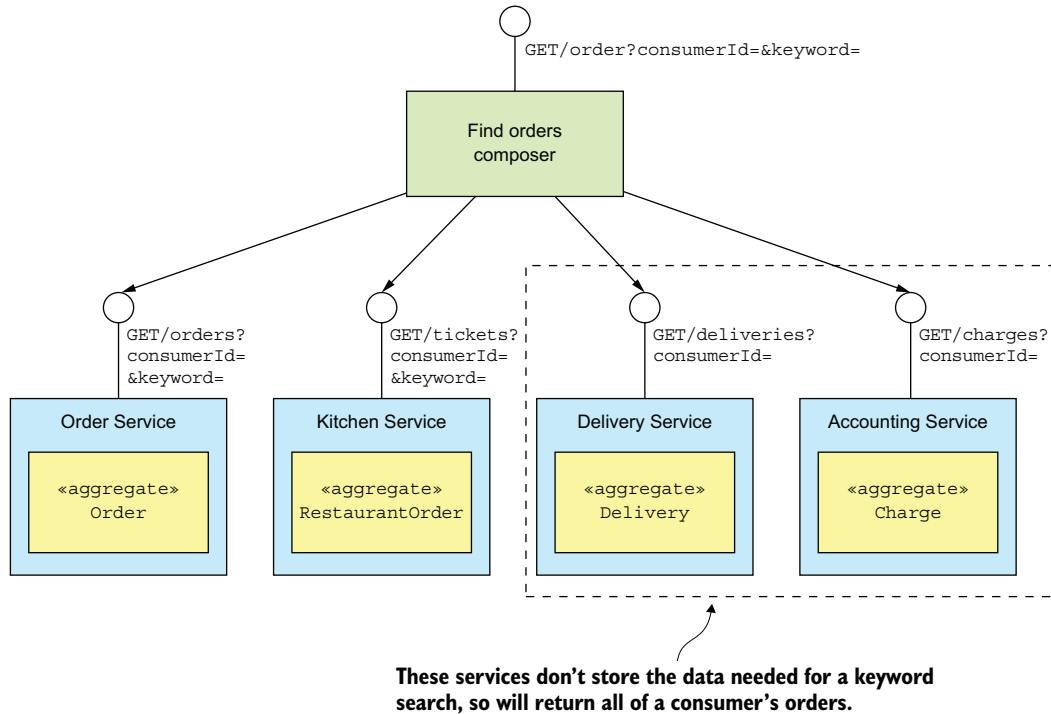 GET/order?consumerId=&keyword=
Find orders
composer
GET/orders?
consumerId=
&keyword=
GET/tickets?
consumerId=
&keyword=
GET/deliveries?
consumerId=
GET/charges?
consumerId=
Order Service
«aggregate»
Order
Kitchen Service
«aggregate»
RestaurantOrder
Delivery Service
«aggregate»
Delivery
Accounting Service
«aggregate»
Charge
These services don’t store the data needed for a keyword
search, so will return all of a consumer’s orders.